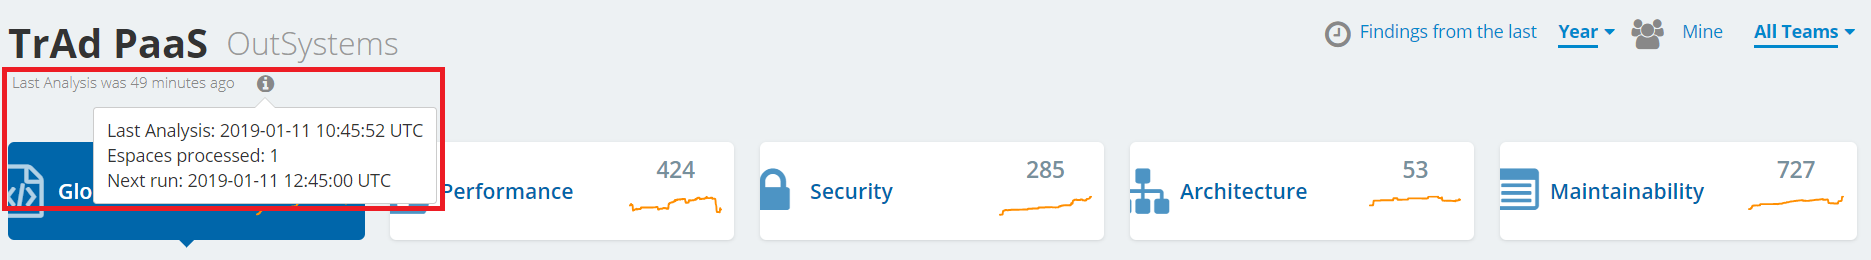 TrAd PaaS OutSystems
Findings from the last Year Mine All Teams
Last Analysis was 49 minutes ago
Last Analysis: 2019-01-11 10:45:52 UTC
Espaces processed: 1
Next run: 2019-01-11 12:45:00 UTC
Glo
Performance 424
Security 285
Architecture 53
Maintainability 727